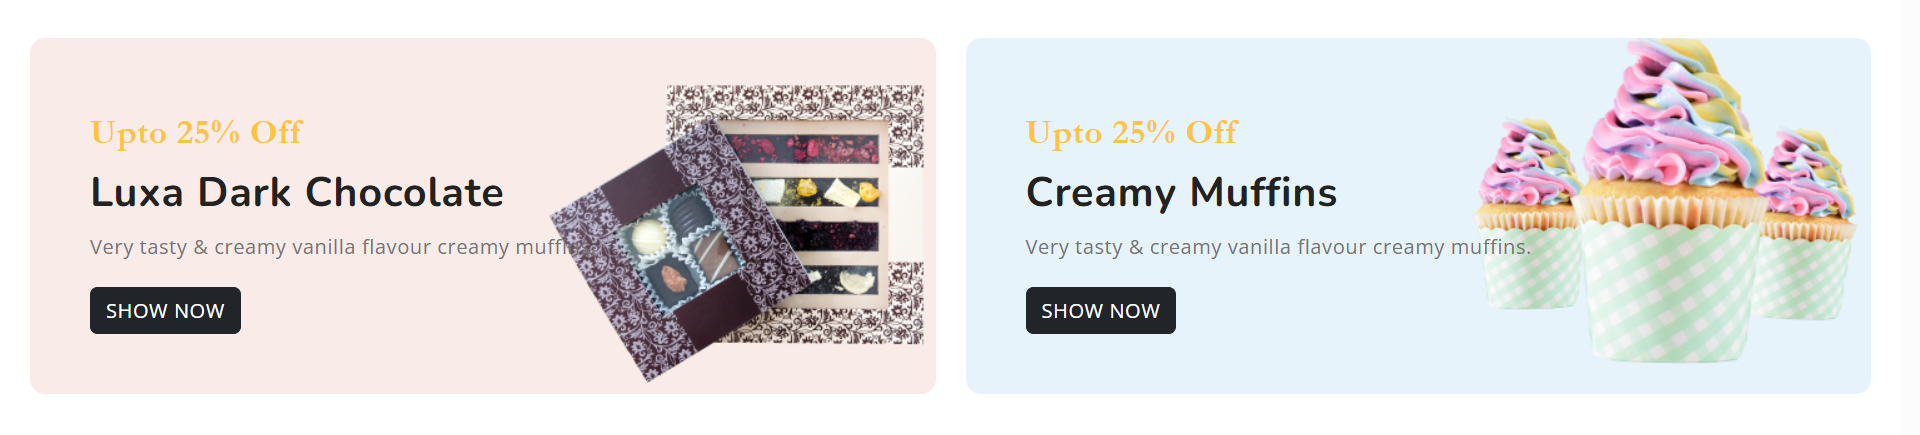 Upto 25% Off
Luxa Dark Chocolate
Very tasty & creamy vanilla flavour creamy
SHOW NOW
Upto 25% Off
Creamy Muffins
Very tasty & creamy vanilla flavour creamy muffins.
SHOW NOW